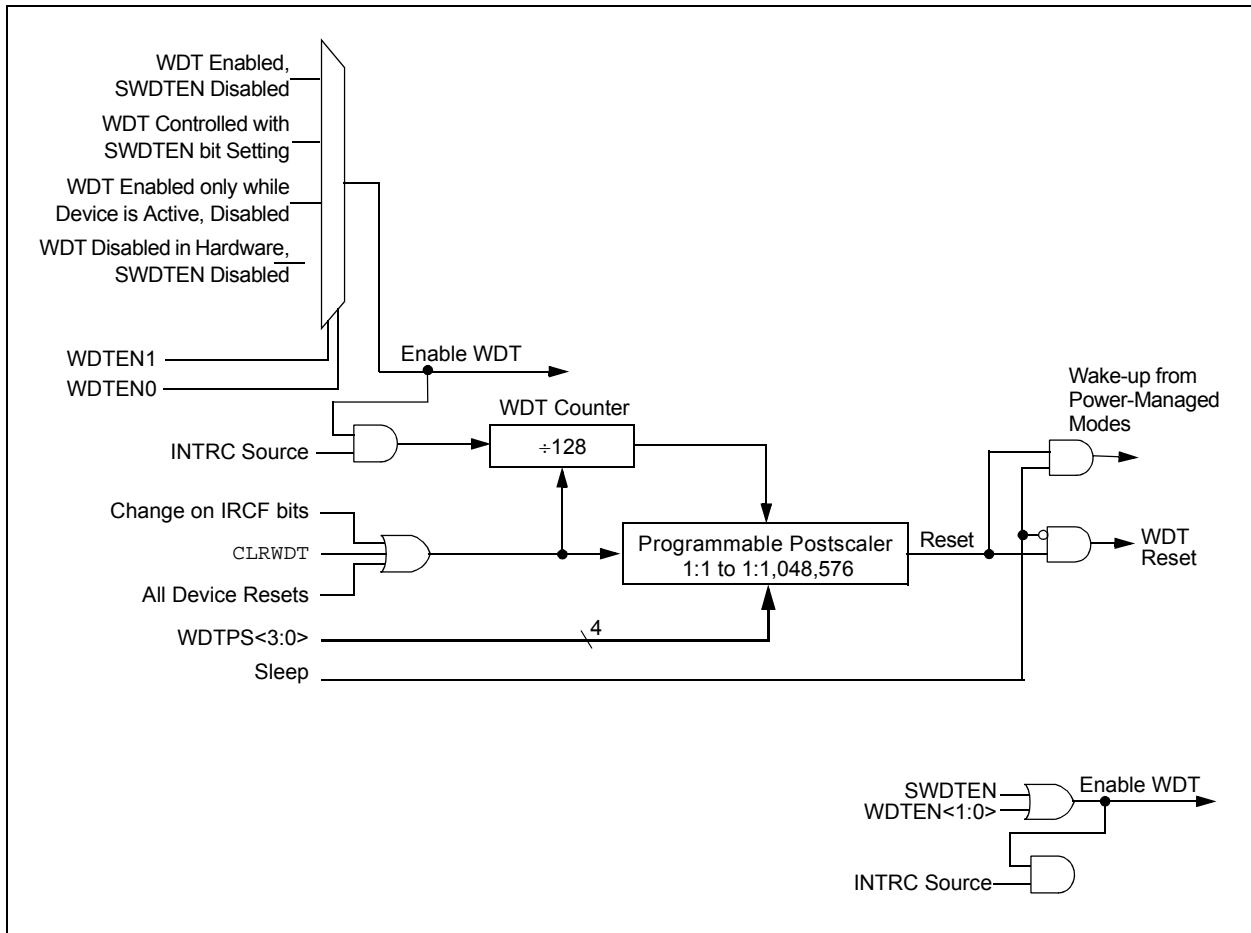 WDT Enabled,
SWDTEN Disabled
WDT Controlled with
SWDTEN bit Setting
WDT Enabled only while
Device is Active, Disabled
WDT Disabled in Hardware,
SWDTEN Disabled
WDTEN1
WDTEN0
Enable WDT
WDT Counter
÷128
INTRC Source
Wake-up from
Power-Managed
Modes
Change on IRCF bits
CLRWDT
All Device Resets
Programmable Postscaler
1:1 to 1:1,048,576
Reset
WDT
Reset
WDTPS<3:0>
4
Sleep
SWDTEN
WDTEN<1:0>
Enable WDT
INTRC Source